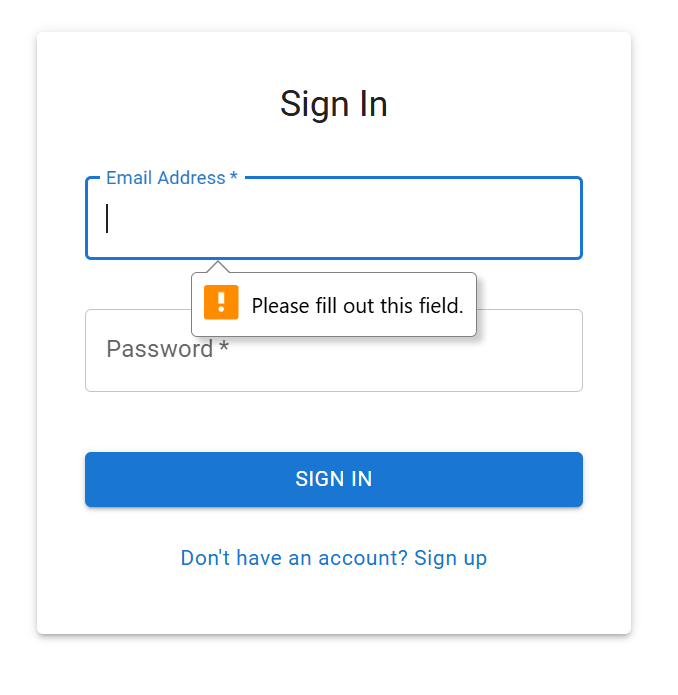 Sign In
Email Address *
Please fill out this field.
Password *
SIGN IN
Don't have an account? Sign up